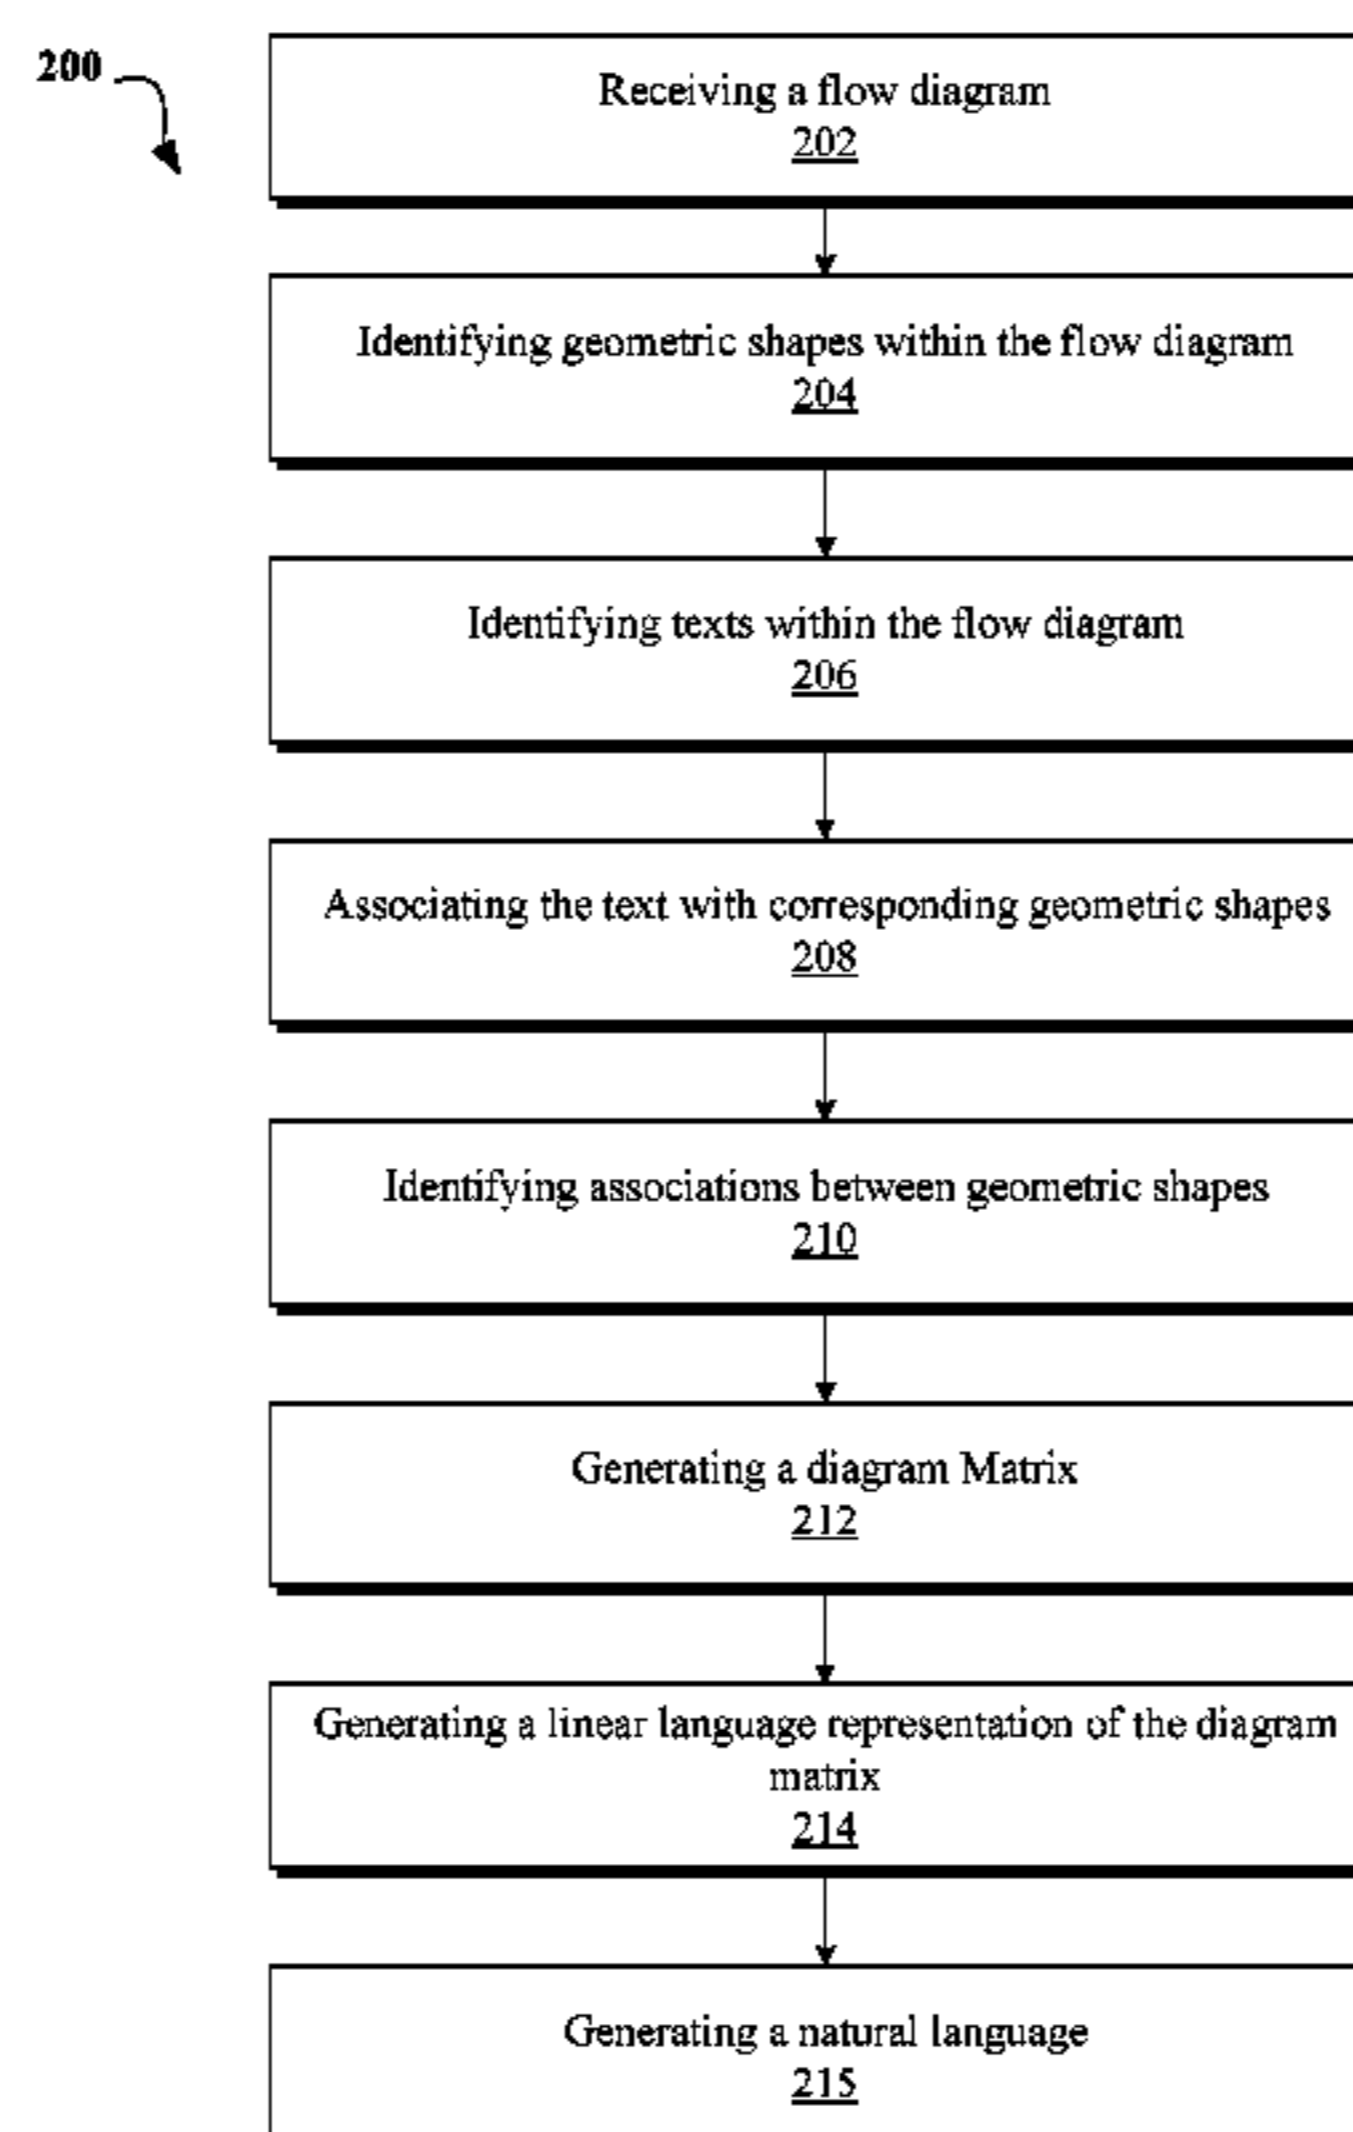 200
Receiving a flow diagram
202
Identifying geometric shapes within the flow diagram
204
Identifying texts within the flow diagram
206
Associating the text with corresponding geometric shapes
208
Identifying associations between geometric shapes
210
Generating a diagram Matrix
212
Generating a linear language representation of the diagram
matrix
214
Generating a natural language
215